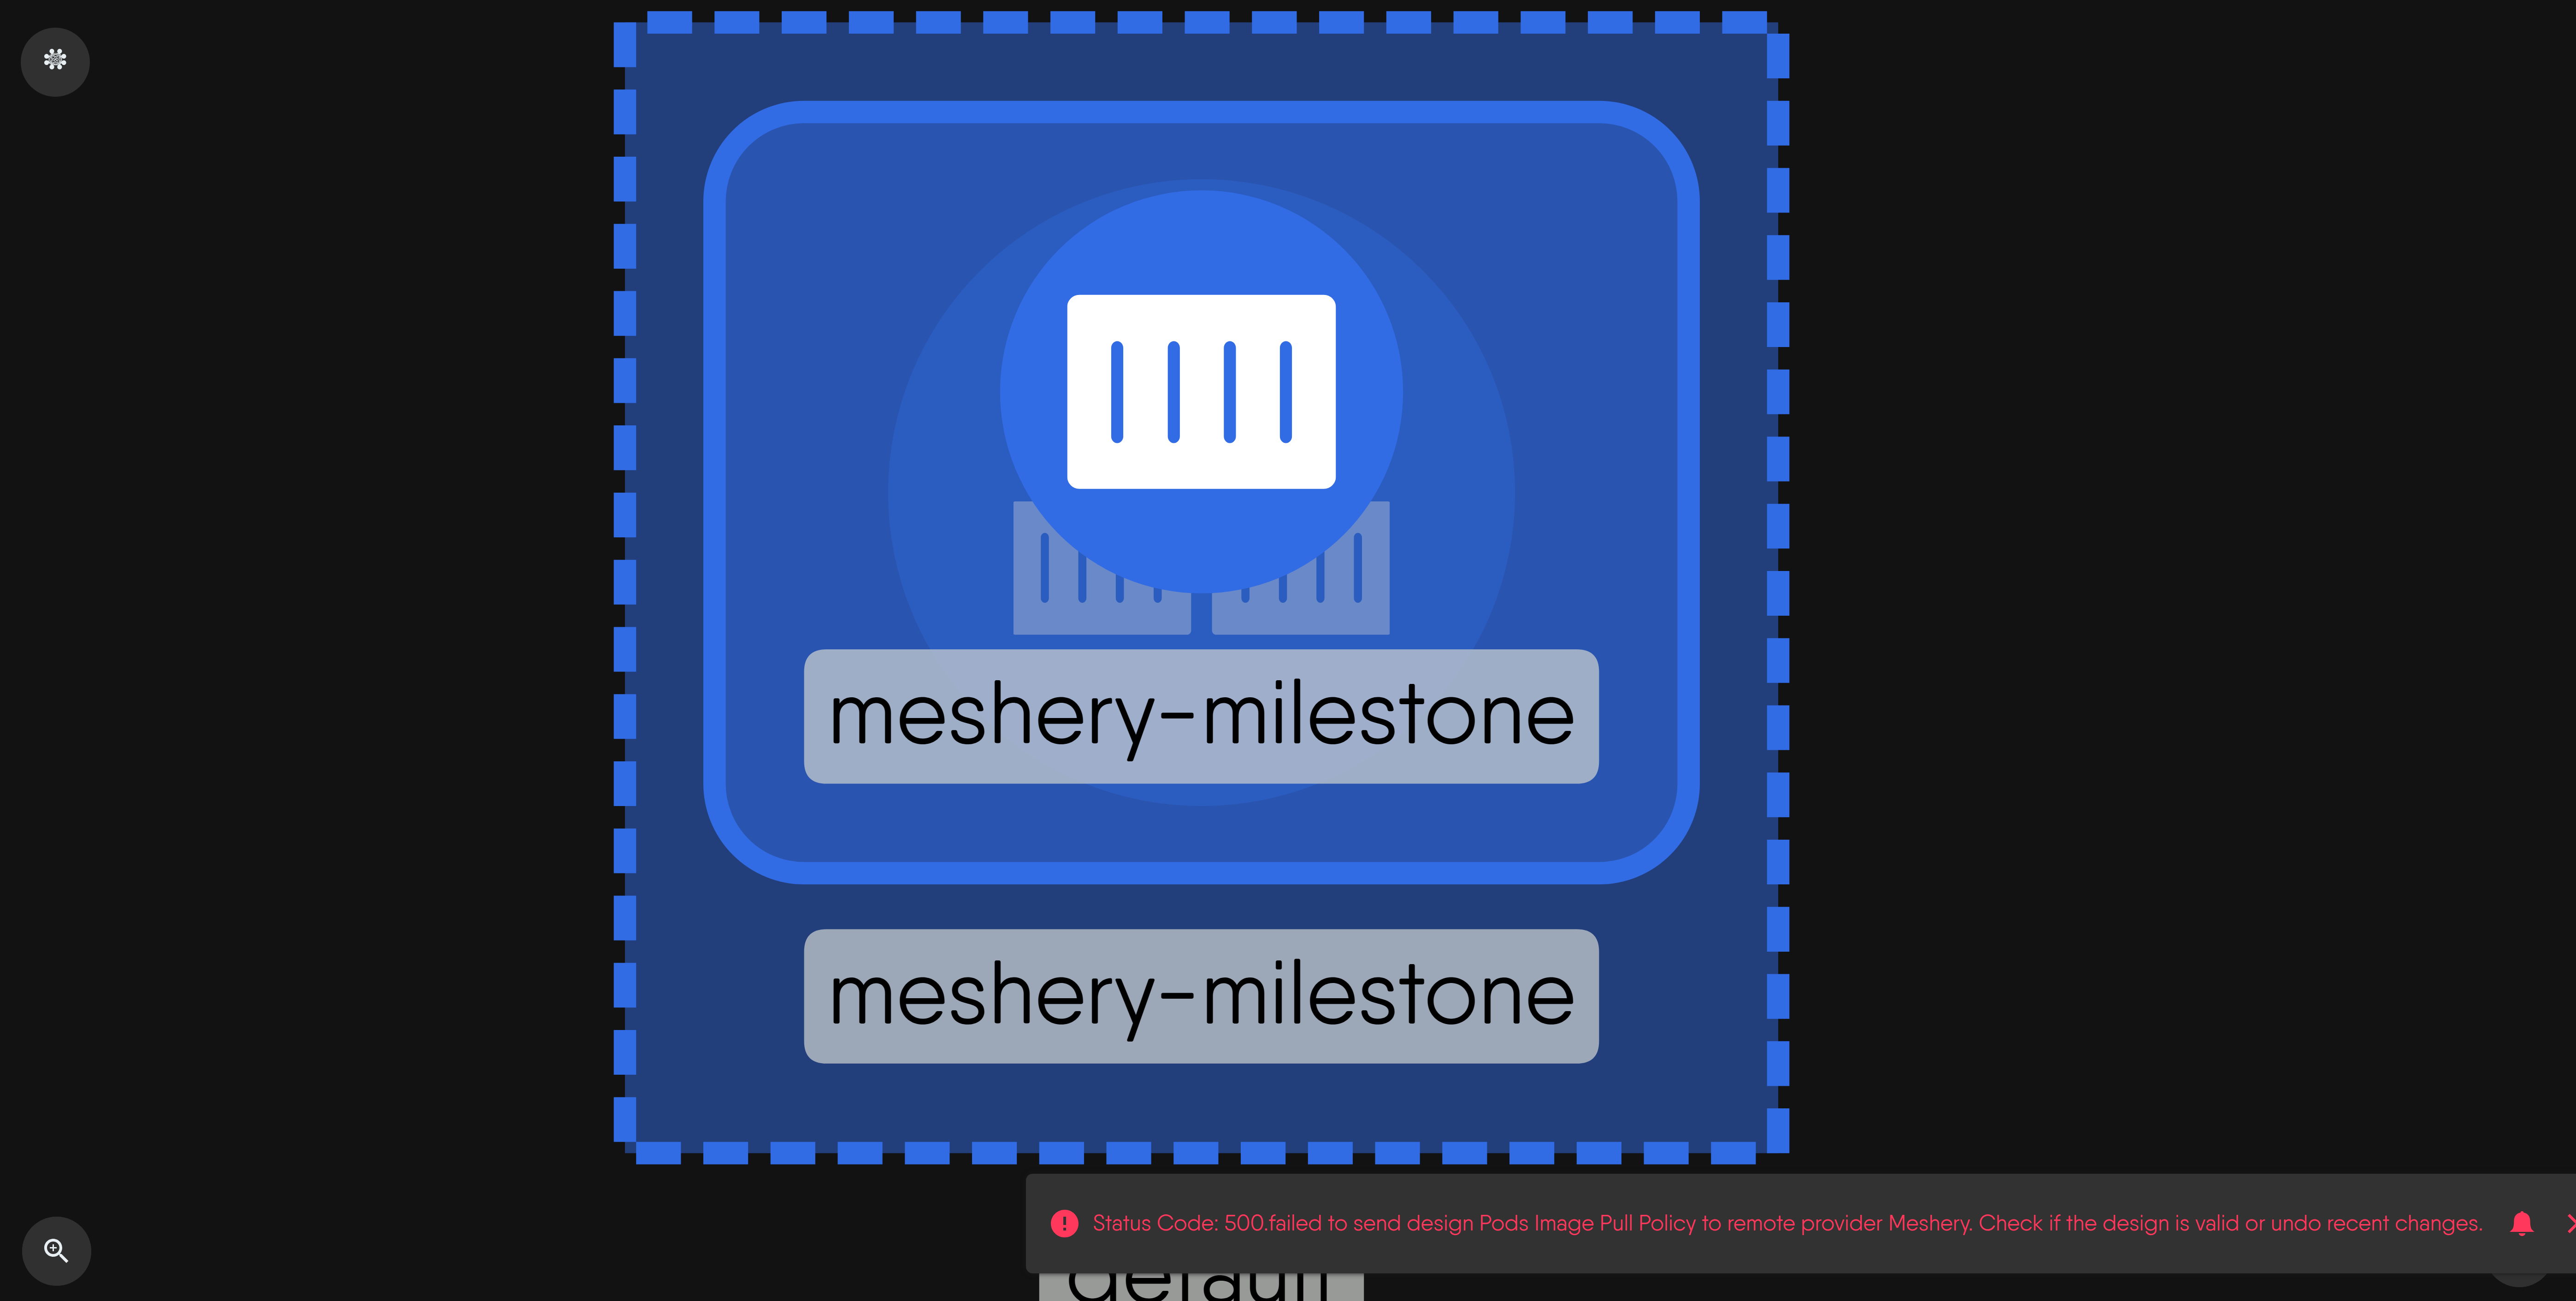 meshery-milestone
meshery-milestone
Status Code: 500.failed to send design Pods Image Pull Policy to remote provider Meshery. Check if the design is valid or undo recent changes.
default